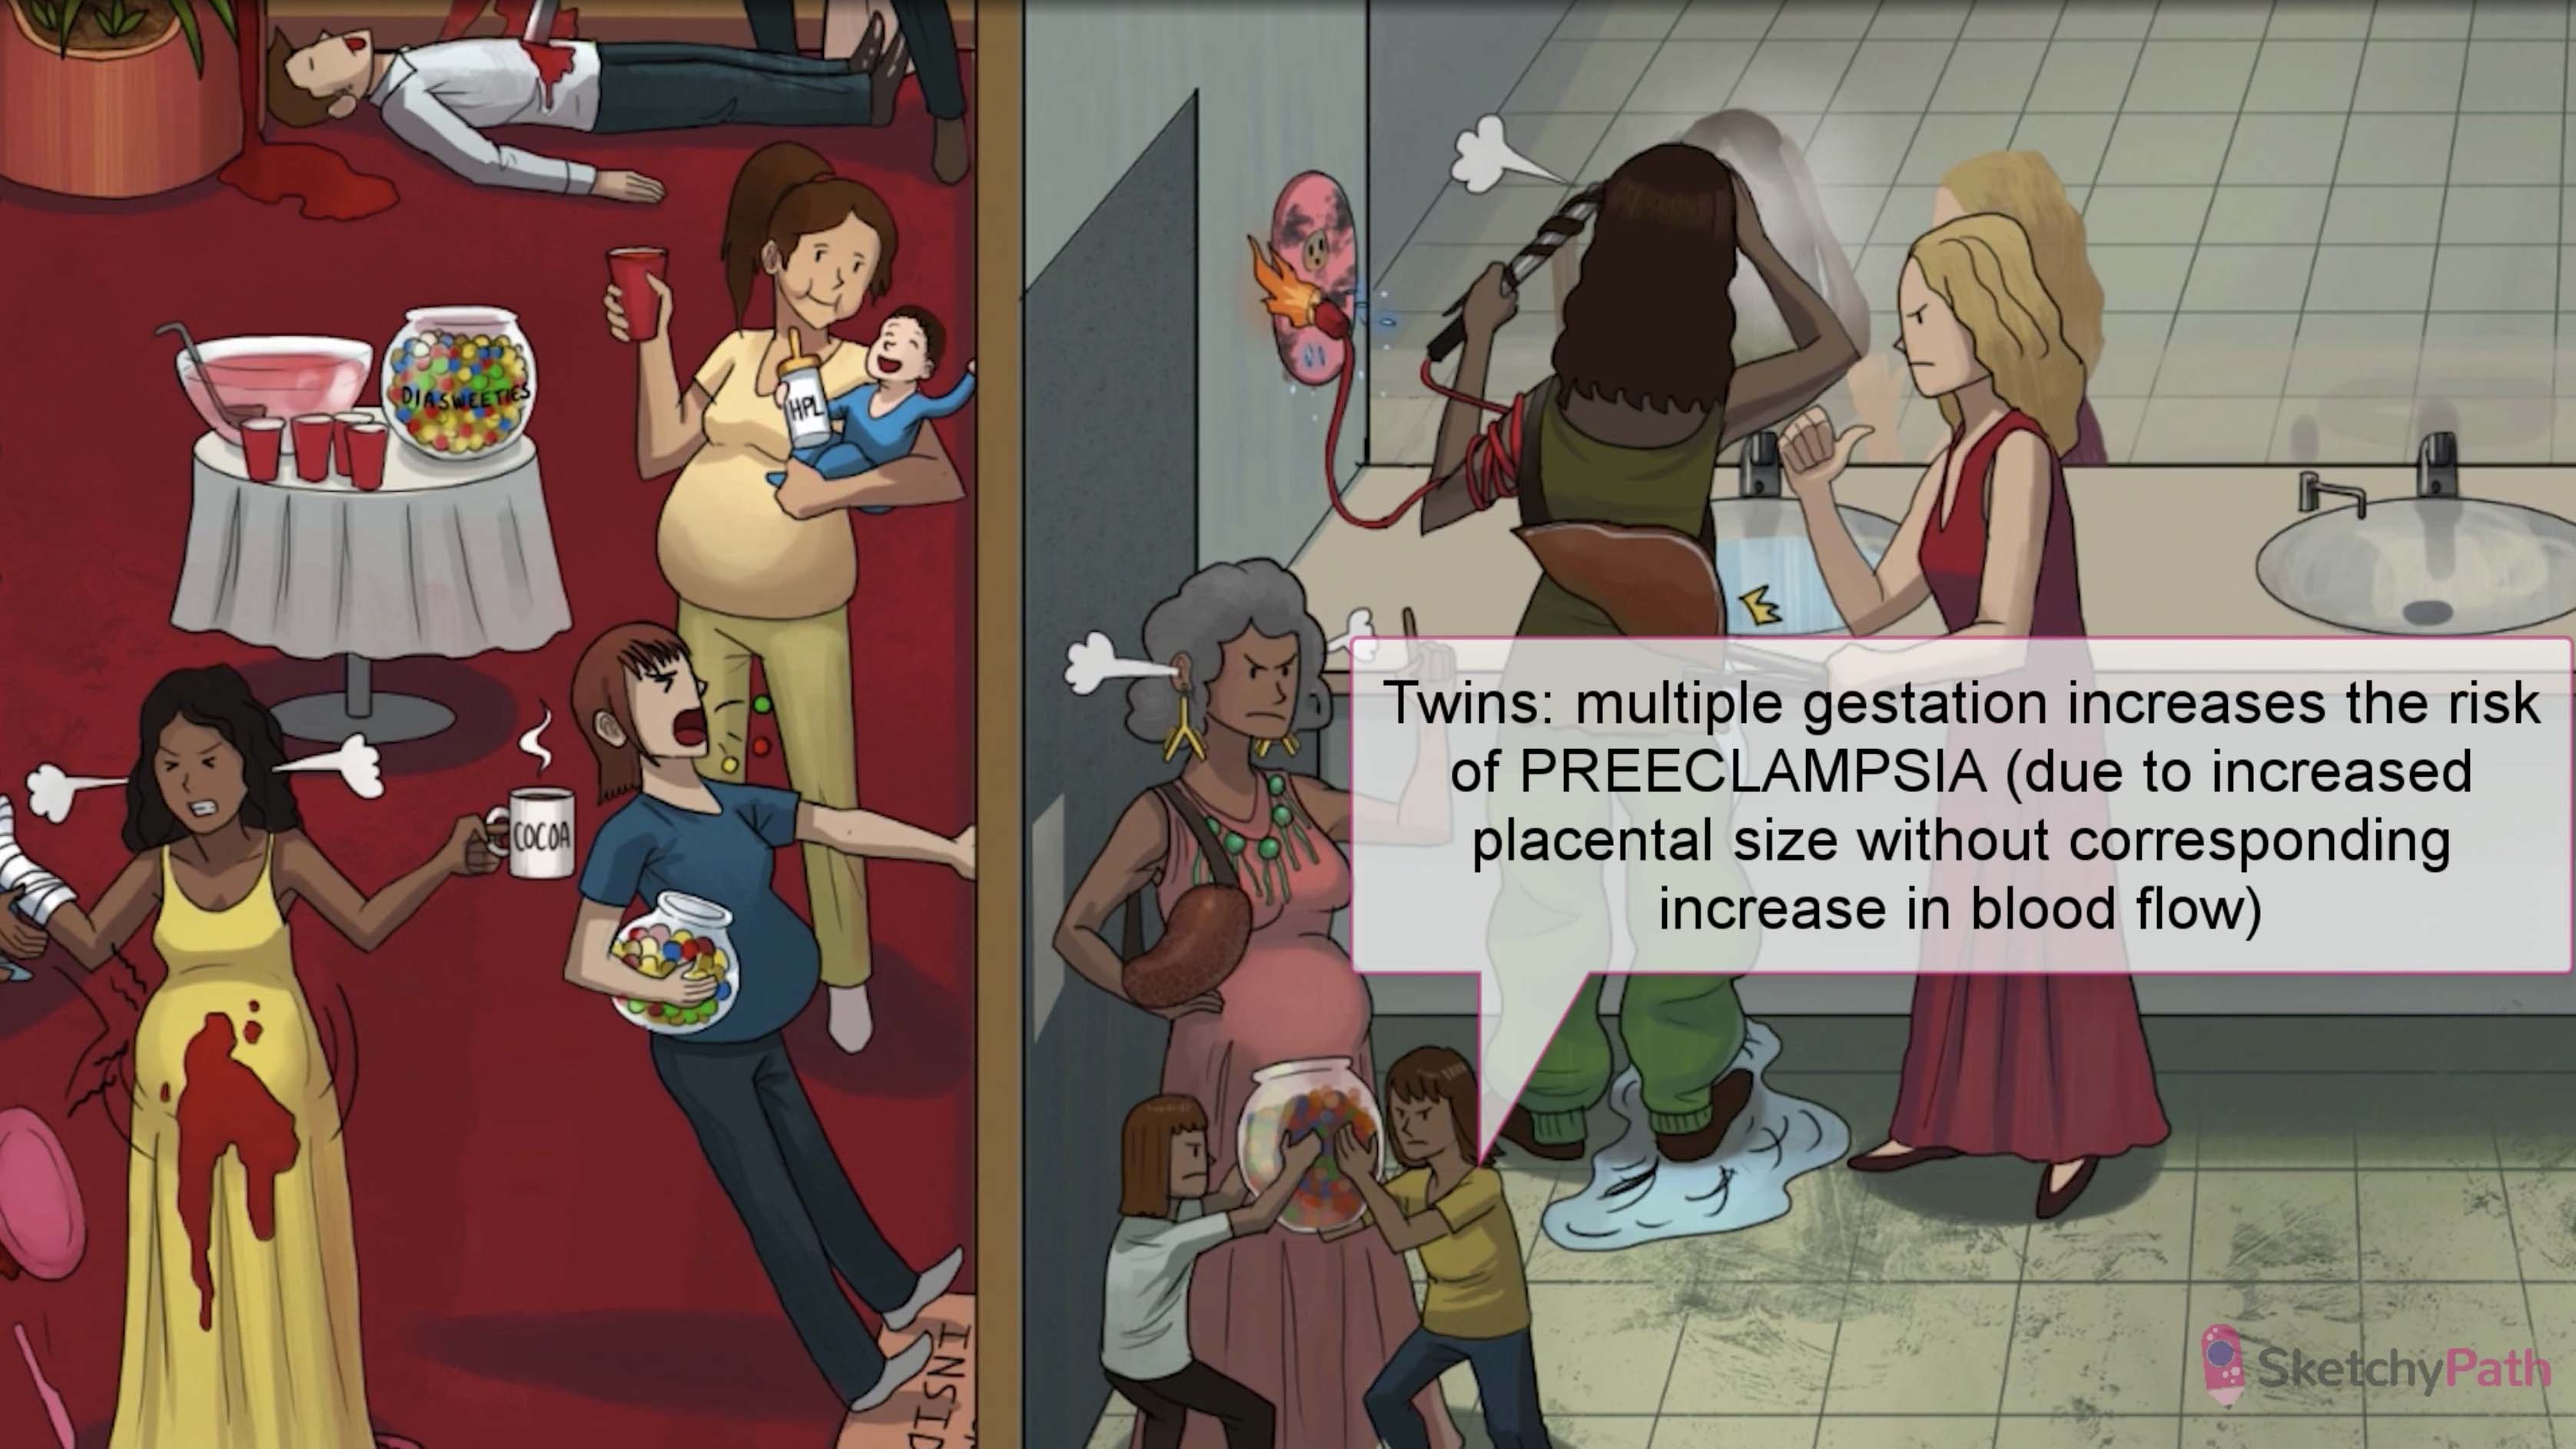 DIASWEETIES
HPL
COCOA
INSID
Twins: multiple gestation increases the risk
of PREECLAMPSIA (due to increased
placental size without corresponding
increase in blood flow)
SketchyPath